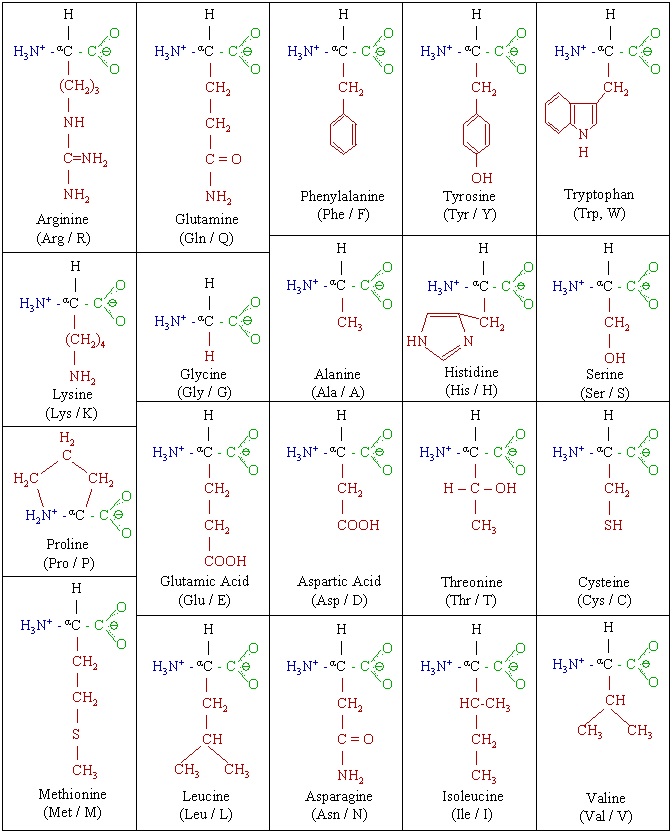 H
H₃N⁺ - αC - C O ⊖ O
(CH₂)₃
NH
C=NH₂
NH₂
Arginine
(Arg / R)
H
H₃N⁺ - αC - C O ⊖ O
CH₂
CH₂
C = O
NH₂
Glutamine
(Gln / Q)
H
H₃N⁺ - αC - C O ⊖ O
CH₂
Phenylalanine
(Phe / F)
H
H₃N⁺ - αC - C O ⊖ O
CH₂
OH
Tyrosine
(Tyr / Y)
H
H₃N⁺ - αC - C O ⊖ O
CH₂
N
H
Tryptophan
(Trp, W)
H
H₃N⁺ - αC - C O ⊖ O
(CH₂)₄
NH₂
Lysine
(Lys / K)
H
H₃N⁺ - αC - C O ⊖ O
H
Glycine
(Gly / G)
H
H₃N⁺ - αC - C O ⊖ O
CH₃
Alanine
(Ala / A)
H
H₃N⁺ - αC - C O ⊖ O
CH₂
HN N
Histidine
(His / H)
H
H₃N⁺ - αC - C O ⊖ O
CH₂
OH
Serine
(Ser / S)
H₂
C
H₂C CH₂
H₂N⁺ - αC - C O ⊖ O
Proline
(Pro / P)
H
H₃N⁺ - αC - C O ⊖ O
CH₂
CH₂
COOH
Glutamic Acid
(Glu / E)
H
H₃N⁺ - αC - C O ⊖ O
CH₂
COOH
Aspartic Acid
(Asp / D)
H
H₃N⁺ - αC - C O ⊖ O
H – C – OH
CH₃
Threonine
(Thr / T)
H
H₃N⁺ - αC - C O ⊖ O
CH₂
SH
Cysteine
(Cys / C)
H
H₃N⁺ - αC - C O ⊖ O
CH₂
CH₂
S
CH₃
Methionine
(Met / M)
H
H₃N⁺ - αC - C O ⊖ O
CH₂
CH
CH₃ CH₃
Leucine
(Leu / L)
H
H₃N⁺ - αC - C O ⊖ O
CH₂
C = O
NH₂
Asparagine
(Asn / N)
H
H₃N⁺ - αC - C O ⊖ O
HC-CH₃
CH₂
CH₃
Isoleucine
(Ile / I)
H
H₃N⁺ - αC - C O ⊖ O
CH
CH₃ CH₃
Valine
(Val / V)